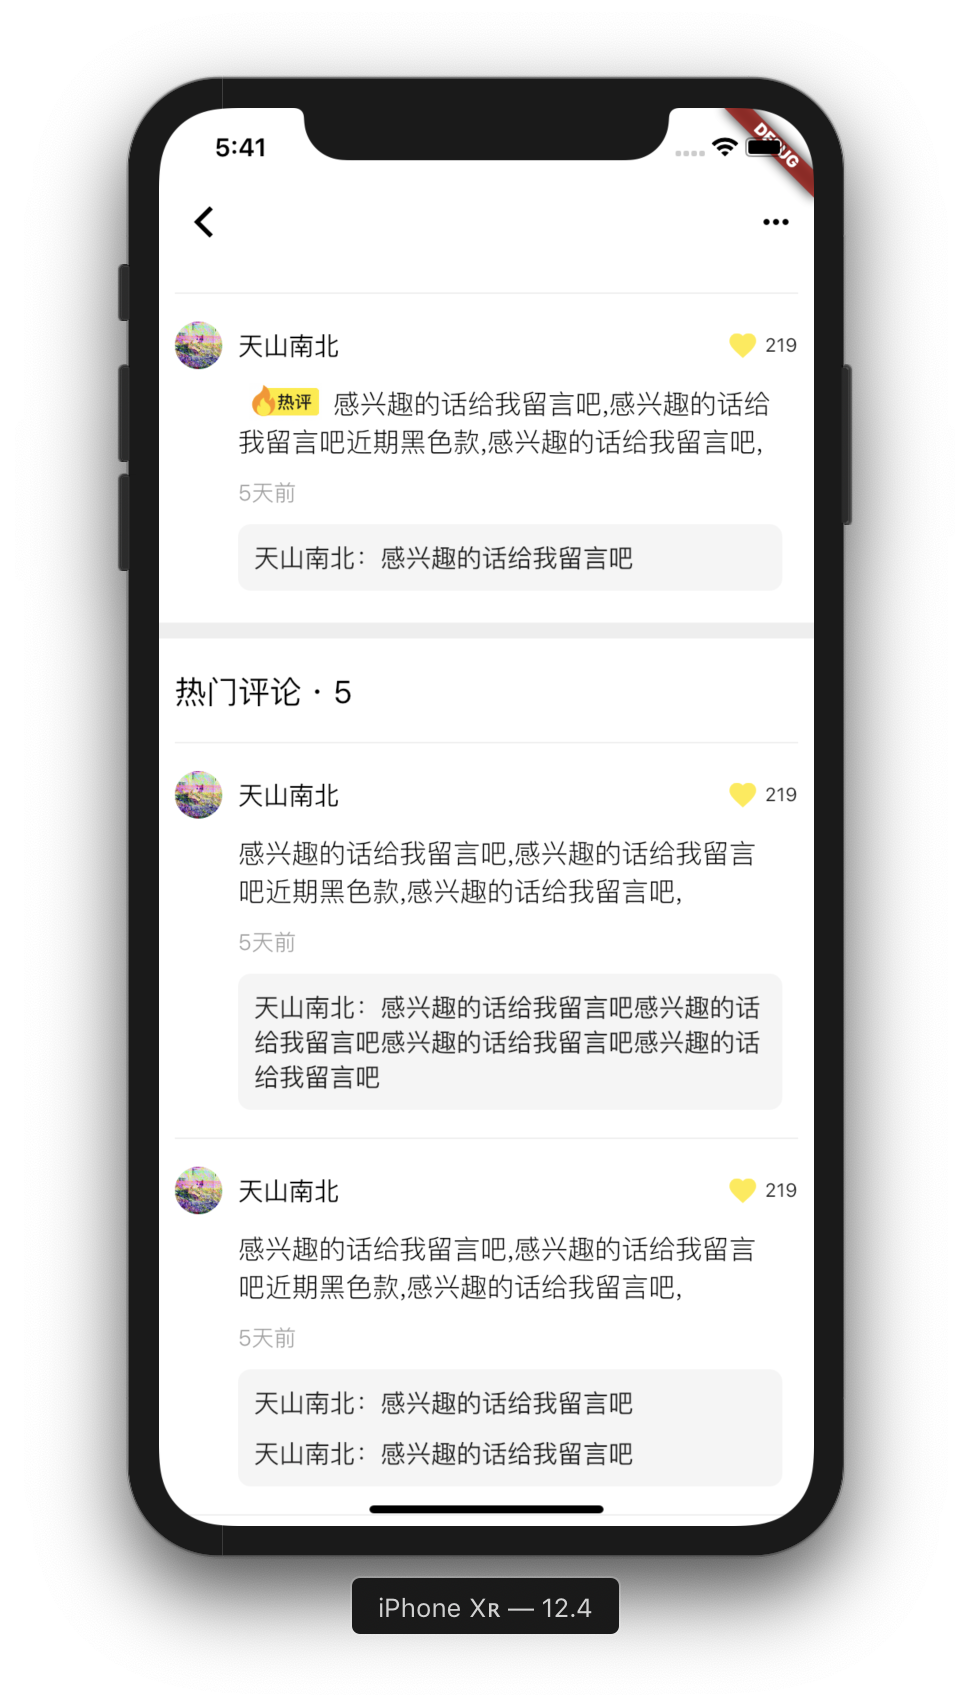 5:41
DEBUG
天山南北
219
热评 感兴趣的话给我留言吧,感兴趣的话给
我留言吧近期黑色款,感兴趣的话给我留言吧,
5天前
天山南北：感兴趣的话给我留言吧
热门评论 · 5
天山南北
219
感兴趣的话给我留言吧,感兴趣的话给我留言
吧近期黑色款,感兴趣的话给我留言吧,
5天前
天山南北：感兴趣的话给我留言吧感兴趣的话
给我留言吧感兴趣的话给我留言吧感兴趣的话
给我留言吧
天山南北
219
感兴趣的话给我留言吧,感兴趣的话给我留言
吧近期黑色款,感兴趣的话给我留言吧,
5天前
天山南北：感兴趣的话给我留言吧
天山南北：感兴趣的话给我留言吧
iPhone Xʀ — 12.4